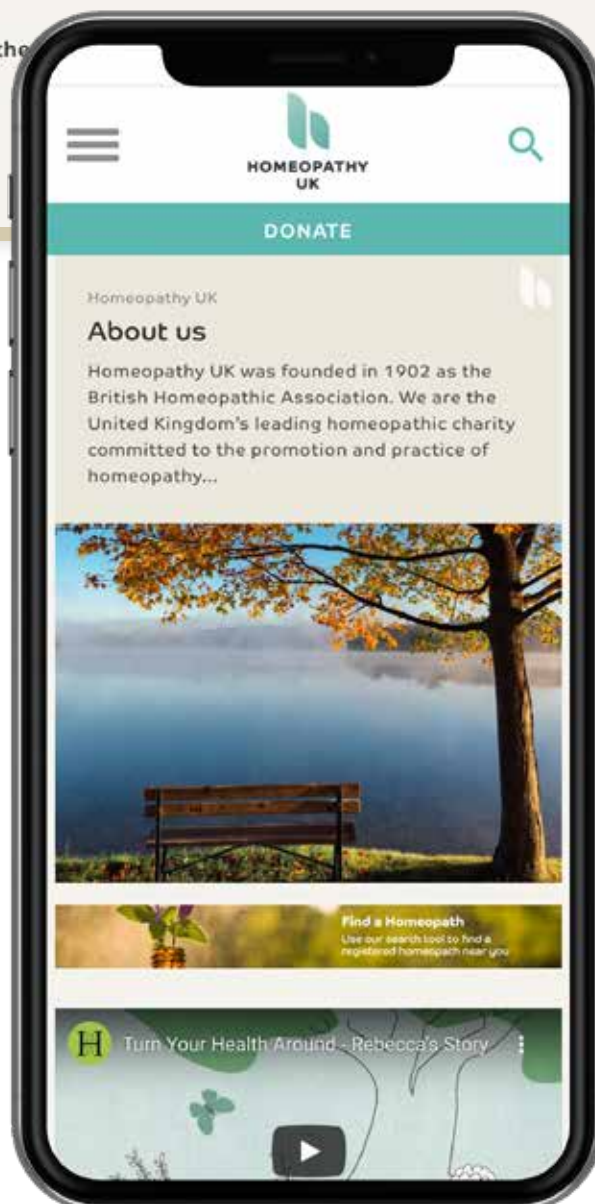 the
HOMEOPATHY
UK
DONATE
Homeopathy UK
About us
Homeopathy UK was founded in 1902 as the
British Homeopathic Association. We are the
United Kingdom's leading homeopathic charity
committed to the promotion and practice of
homeopathy...
Find a Homeopath
Use our search tool to find a
registered homeopath near you
H
Turn Your Health Around - Rebecca's Story